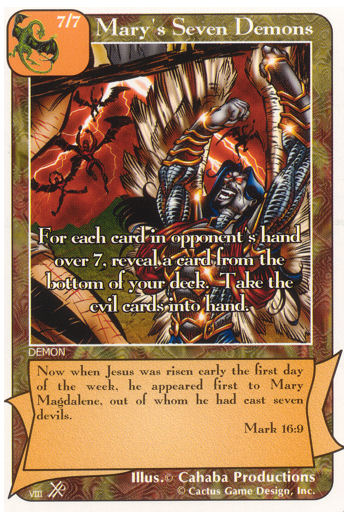 7/7
Mary's Seven Demons
For each card in opponent's hand
over 7, reveal a card from the
bottom of your deck. Take the
evil cards into hand.
DEMON
Now when Jesus was risen early the first day
of the week, he appeared first to Mary
Magdalene, out of whom he had cast seven
devils.
Mark 16:9
Illus.© Cahaba Productions
VIII
© Cactus Game Design, Inc.